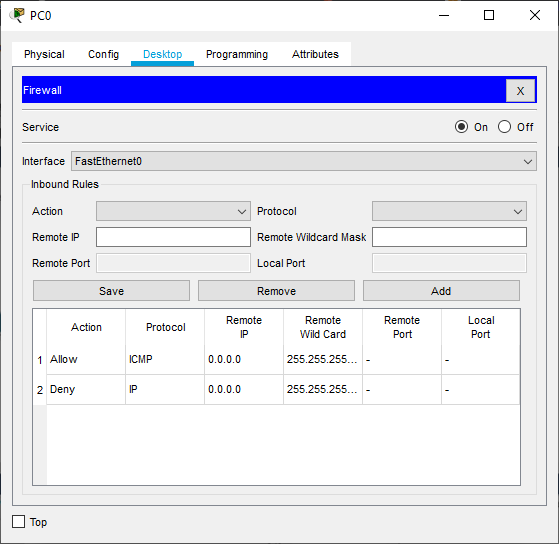 PC0
Physical Config Desktop Programming Attributes
Firewall X
Service On Off
Interface FastEthernet0
Inbound Rules
Action Protocol
Remote IP Remote Wildcard Mask
Remote Port Local Port
Save Remove Add
Action Protocol Remote IP Remote Wild Card Remote Port Local Port
1 Allow ICMP 0.0.0.0 255.255.255... - -
2 Deny IP 0.0.0.0 255.255.255... - -
Top